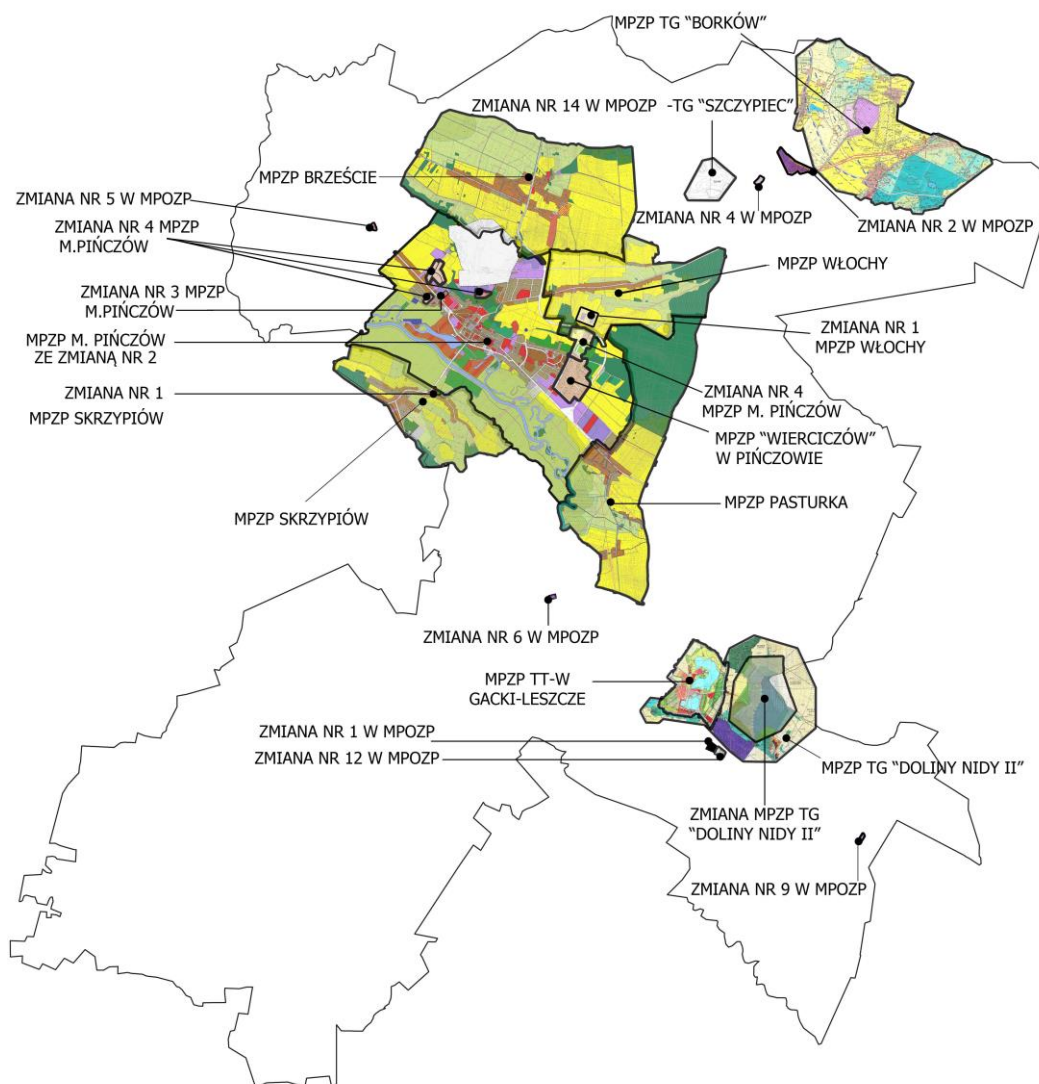 MPZP TG “BORKÓW”
ZMIANA NR 14 W MPOZP -TG “SZCZYPIEC”
MPZP BRZEŚCIE
ZMIANA NR 5 W MPOZP
ZMIANA NR 4 MPZP
M.PIŃCZÓW
ZMIANA NR 4 W MPOZP
ZMIANA NR 2 W MPOZP
MPZP WŁOCHY
ZMIANA NR 3 MPZP
M.PIŃCZÓW
ZMIANA NR 1
MPZP WŁOCHY
MPZP M. PIŃCZÓW
ZE ZMIANĄ NR 2
ZMIANA NR 1
MPZP SKRZYPIÓW
ZMIANA NR 4
MPZP M. PIŃCZÓW
MPZP “WIERCICZÓW”
W PIŃCZOWIE
MPZP SKRZYPIÓW
MPZP PASTURKA
ZMIANA NR 6 W MPOZP
MPZP TT-W
GACKI-LESZCZE
ZMIANA NR 1 W MPOZP
ZMIANA NR 12 W MPOZP
MPZP TG “DOLINY NIDY II”
ZMIANA MPZP TG
“DOLINY NIDY II”
ZMIANA NR 9 W MPOZP